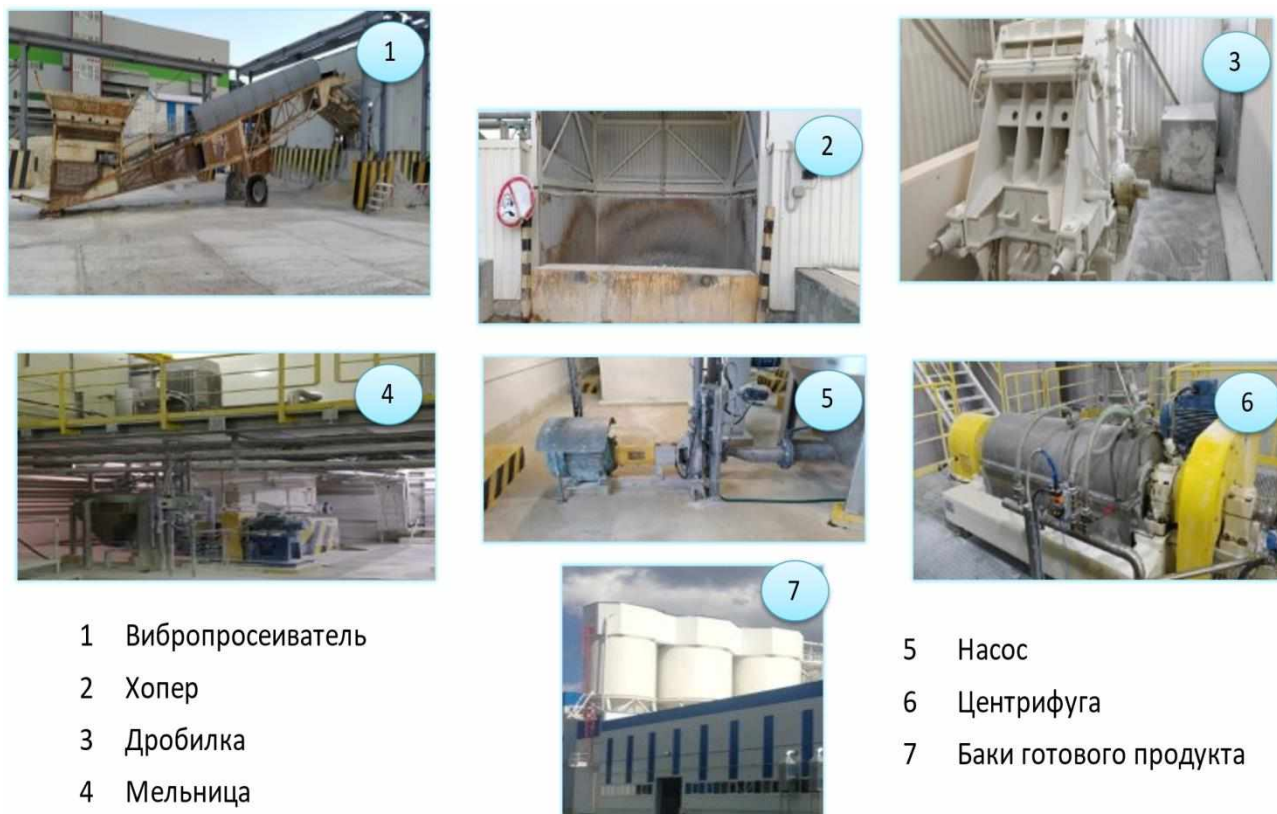 1
2
3
4
5
6
7
1 Вибропросеиватель
2 Хопер
3 Дробилка
4 Мельница
5 Насос
6 Центрифуга
7 Баки готового продукта